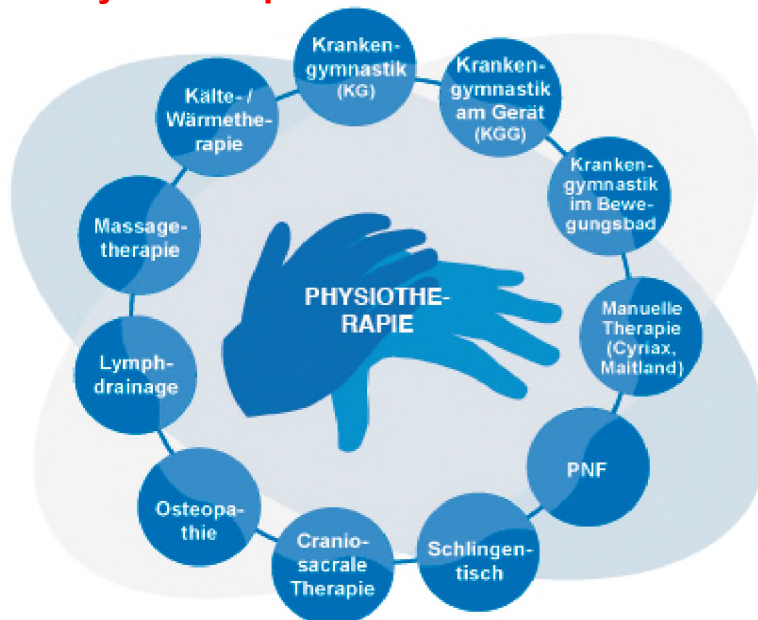 Kranken-
gymnastik
(KG)
Kranken-
gymnastik
am Gerät
(KGG)
Kranken-
gymnastik
im Bewe-
gungsbad
Manuelle
Therapie
(Cyriax,
Maitland)
PNF
Schlingen-
tisch
Cranio-
sacrale
Therapie
Osteopa-
thie
Lymph-
drainage
Massage-
therapie
Kälte- /
Wärmethe-
rapie
PHYSIOTHE-
RAPIE